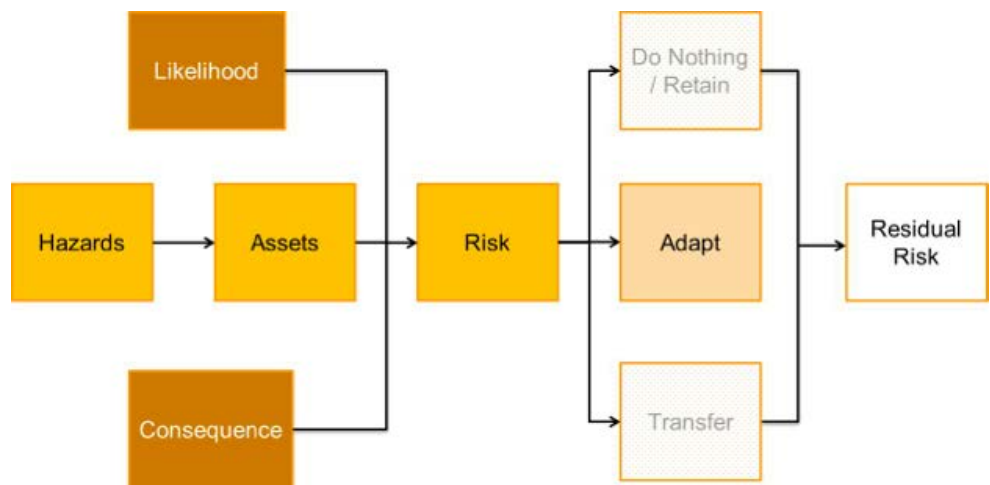 Likelihood
Do Nothing
/ Retain
Hazards
Assets
Risk
Adapt
Residual
Risk
Consequence
Transfer